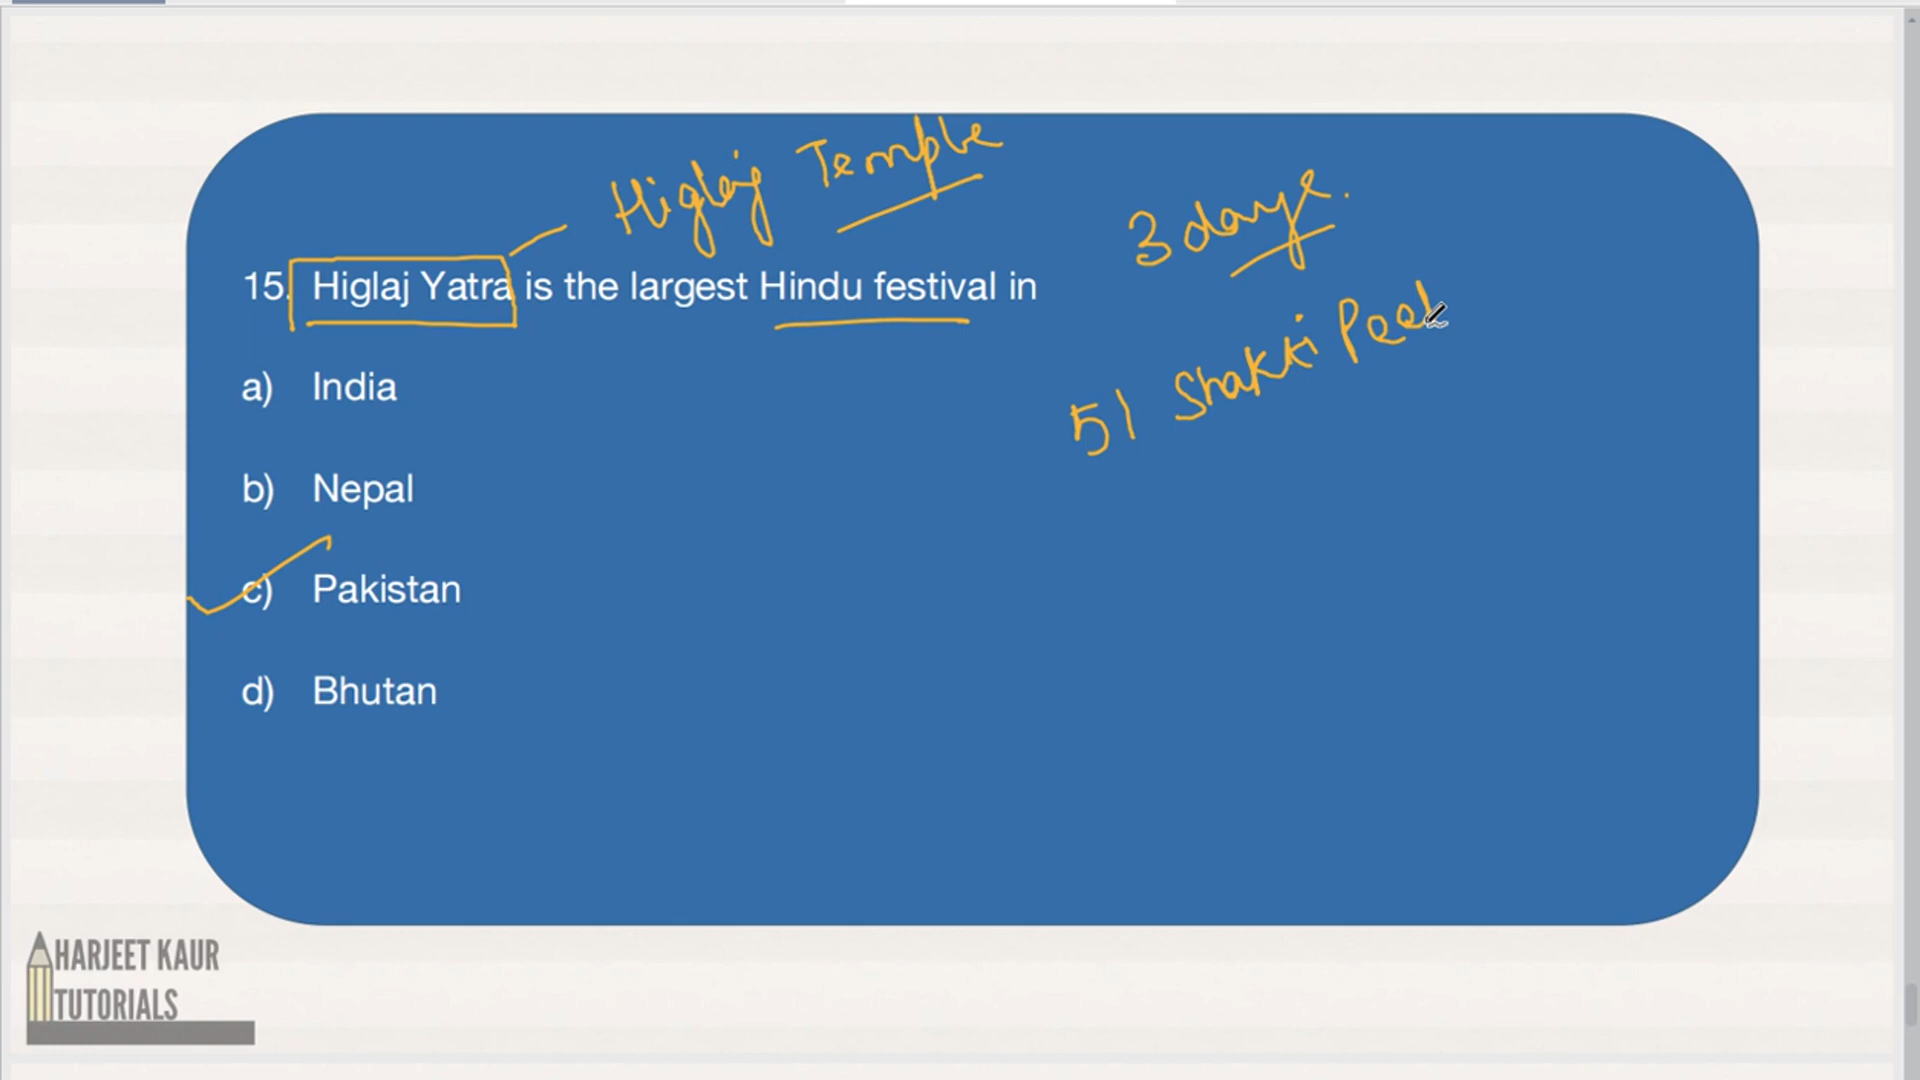 Higlaj Temple
3 days.
15. Higlaj Yatra is the largest Hindu festival in
51 Shakti
a) India
b) Nepal
c) Pakistan
d) Bhutan
HARJEET KAUR
TUTORIALS